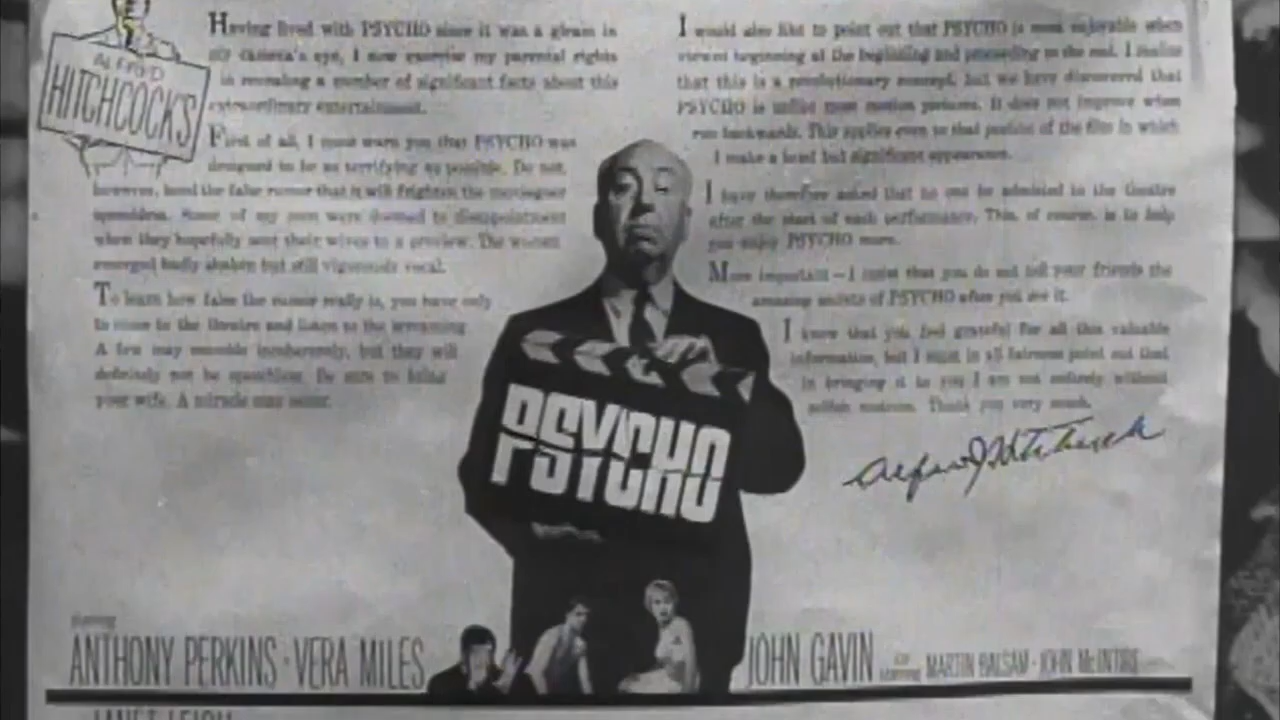 ALFRED
HITCHCOCK'S
Having lived with PSYCHO since it was a gleam in
my camera's eye, I now exercise my parental rights
in revealing a number of significant facts about this
extraordinary entertainment.
First of all, I must warn you that PSYCHO was
designed to be as terrifying as possible. Do not,
however, heed the false rumor that it will frighten the moviegoer
speechless. Some of my men were doomed to disappointment
when they hopefully sent their wives to a preview. The women
emerged badly shaken but still vigorously vocal.
To learn how false the rumor really is, you have only
to come to the theatre and listen to the screaming
A few may mumble incoherently, but they will
definitely not be speechless. Be sure to bring
your wife. A miracle may occur.
I would also like to point out that PSYCHO is most enjoyable when
viewed beginning at the beginning and proceeding to the end. I realize
that this is a revolutionary concept, but we have discovered that
PSYCHO is unlike most motion pictures. It does not improve when
run backwards. This applies even to that portion of the film in which
I make a brief but significant appearance.
I have therefore asked that no one be admitted to the theatre
after the start of each performance. This, of course, is to help
you enjoy PSYCHO more.
More important—I insist that you do not tell your friends the
amazing secrets of PSYCHO after you see it.
I know that you feel grateful for all this valuable
information, but I must in all fairness point out that
in bringing it to you I am not entirely without
selfish motives. Thank you very much.
Alfred J Hitchcock
PSYCHO
starring
ANTHONY PERKINS · VERA MILES
JOHN GAVIN co-starring MARTIN BALSAM · JOHN McINTIRE
JANET LEIGH